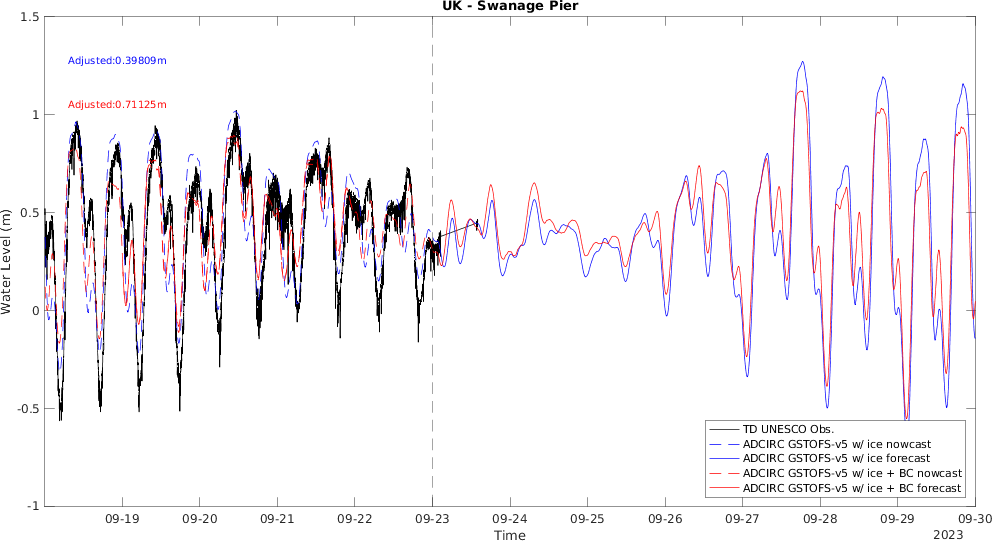 UK - Swanage Pier
1.5
1
0.5
0
-0.5
-1
Water Level (m)
Adjusted:0.39809m
Adjusted:0.71125m
TD UNESCO Obs.
ADCIRC GSTOFS-v5 w/ ice nowcast
ADCIRC GSTOFS-v5 w/ ice forecast
ADCIRC GSTOFS-v5 w/ ice + BC nowcast
ADCIRC GSTOFS-v5 w/ ice + BC forecast
09-19 09-20 09-21 09-22 09-23 09-24 09-25 09-26 09-27 09-28 09-29 09-30
Time
2023